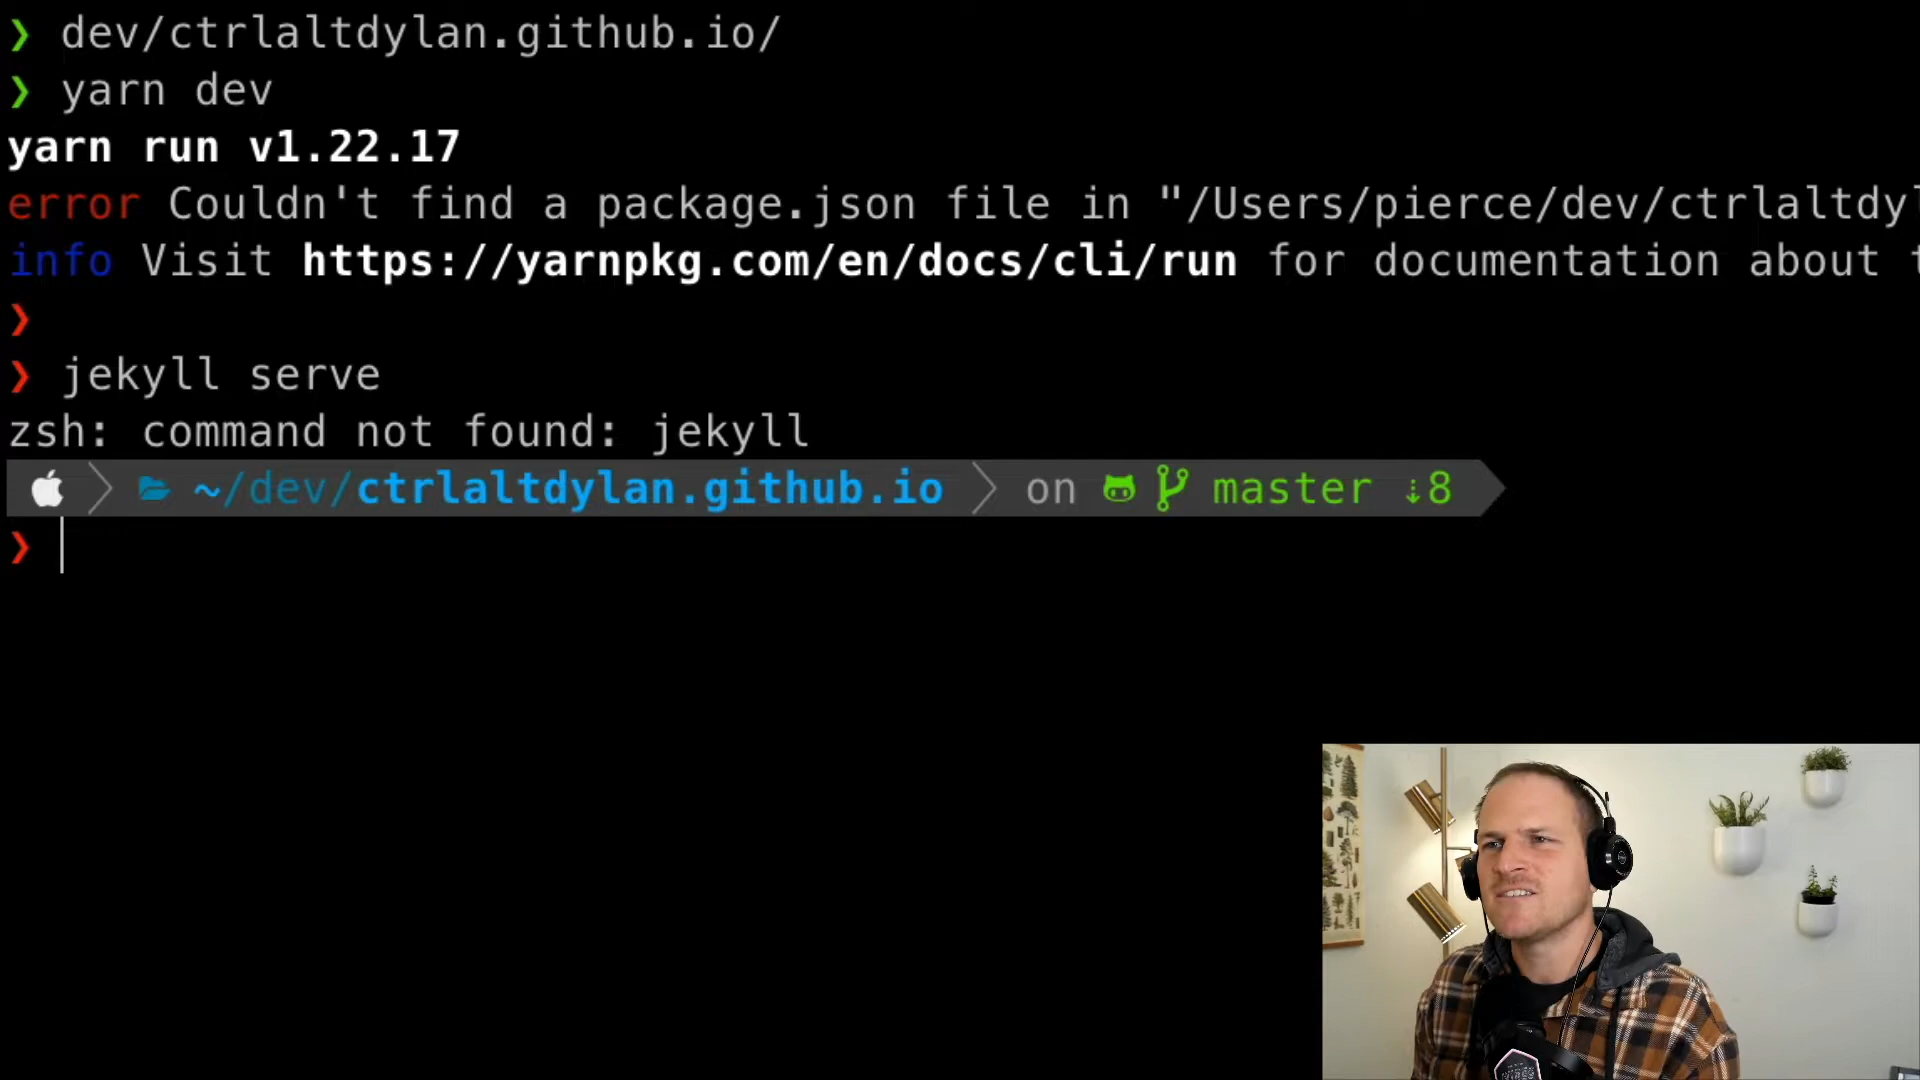 ❯ dev/ctrlaltdylan.github.io/
❯ yarn dev
yarn run v1.22.17
error Couldn't find a package.json file in "/Users/pierce/dev/ctrlaltdyl
info Visit https://yarnpkg.com/en/docs/cli/run for documentation about t
❯
❯ jekyll serve
zsh: command not found: jekyll
~/dev/ctrlaltdylan.github.io on master ⇣8
❯